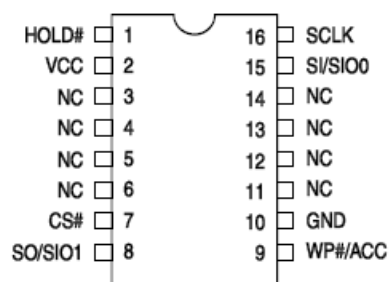 HOLD# 1 16 SCLK
VCC 2 15 SI/SIO0
NC 3 14 NC
NC 4 13 NC
NC 5 12 NC
NC 6 11 NC
CS# 7 10 GND
SO/SIO1 8 9 WP#/ACC